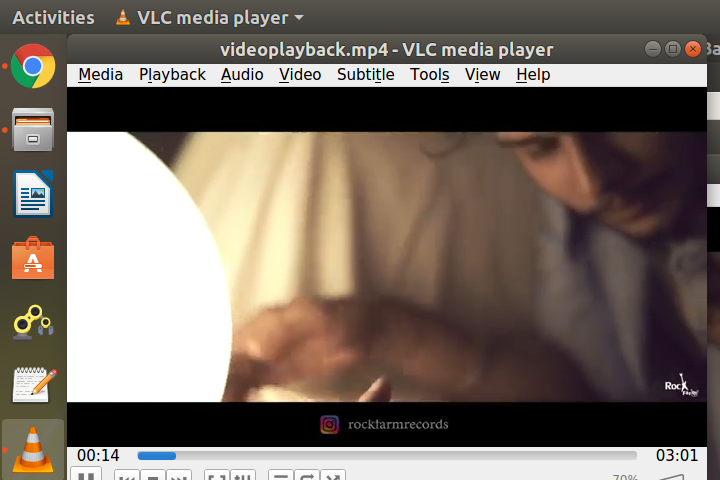 Activities VLC media player
videoplayback.mp4 - VLC media player
Media Playback Audio Video Subtitle Tools View Help
Rock
rockfarmrecords
00:14 03:01
70%